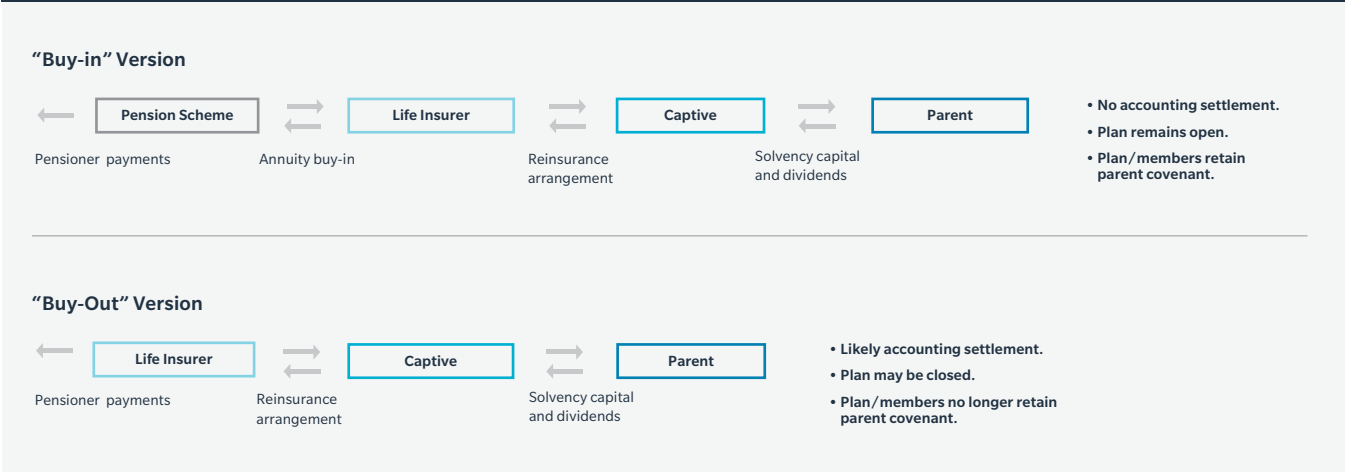 “Buy-in” Version
Pension Scheme
Life Insurer
Captive
Parent
Pensioner payments
Annuity buy-in
Reinsurance
arrangement
Solvency capital
and dividends
• No accounting settlement.
• Plan remains open.
• Plan/members retain
parent covenant.
“Buy-Out” Version
Life Insurer
Captive
Parent
Pensioner payments
Reinsurance
arrangement
Solvency capital
and dividends
• Likely accounting settlement.
• Plan may be closed.
• Plan/members no longer retain
parent covenant.